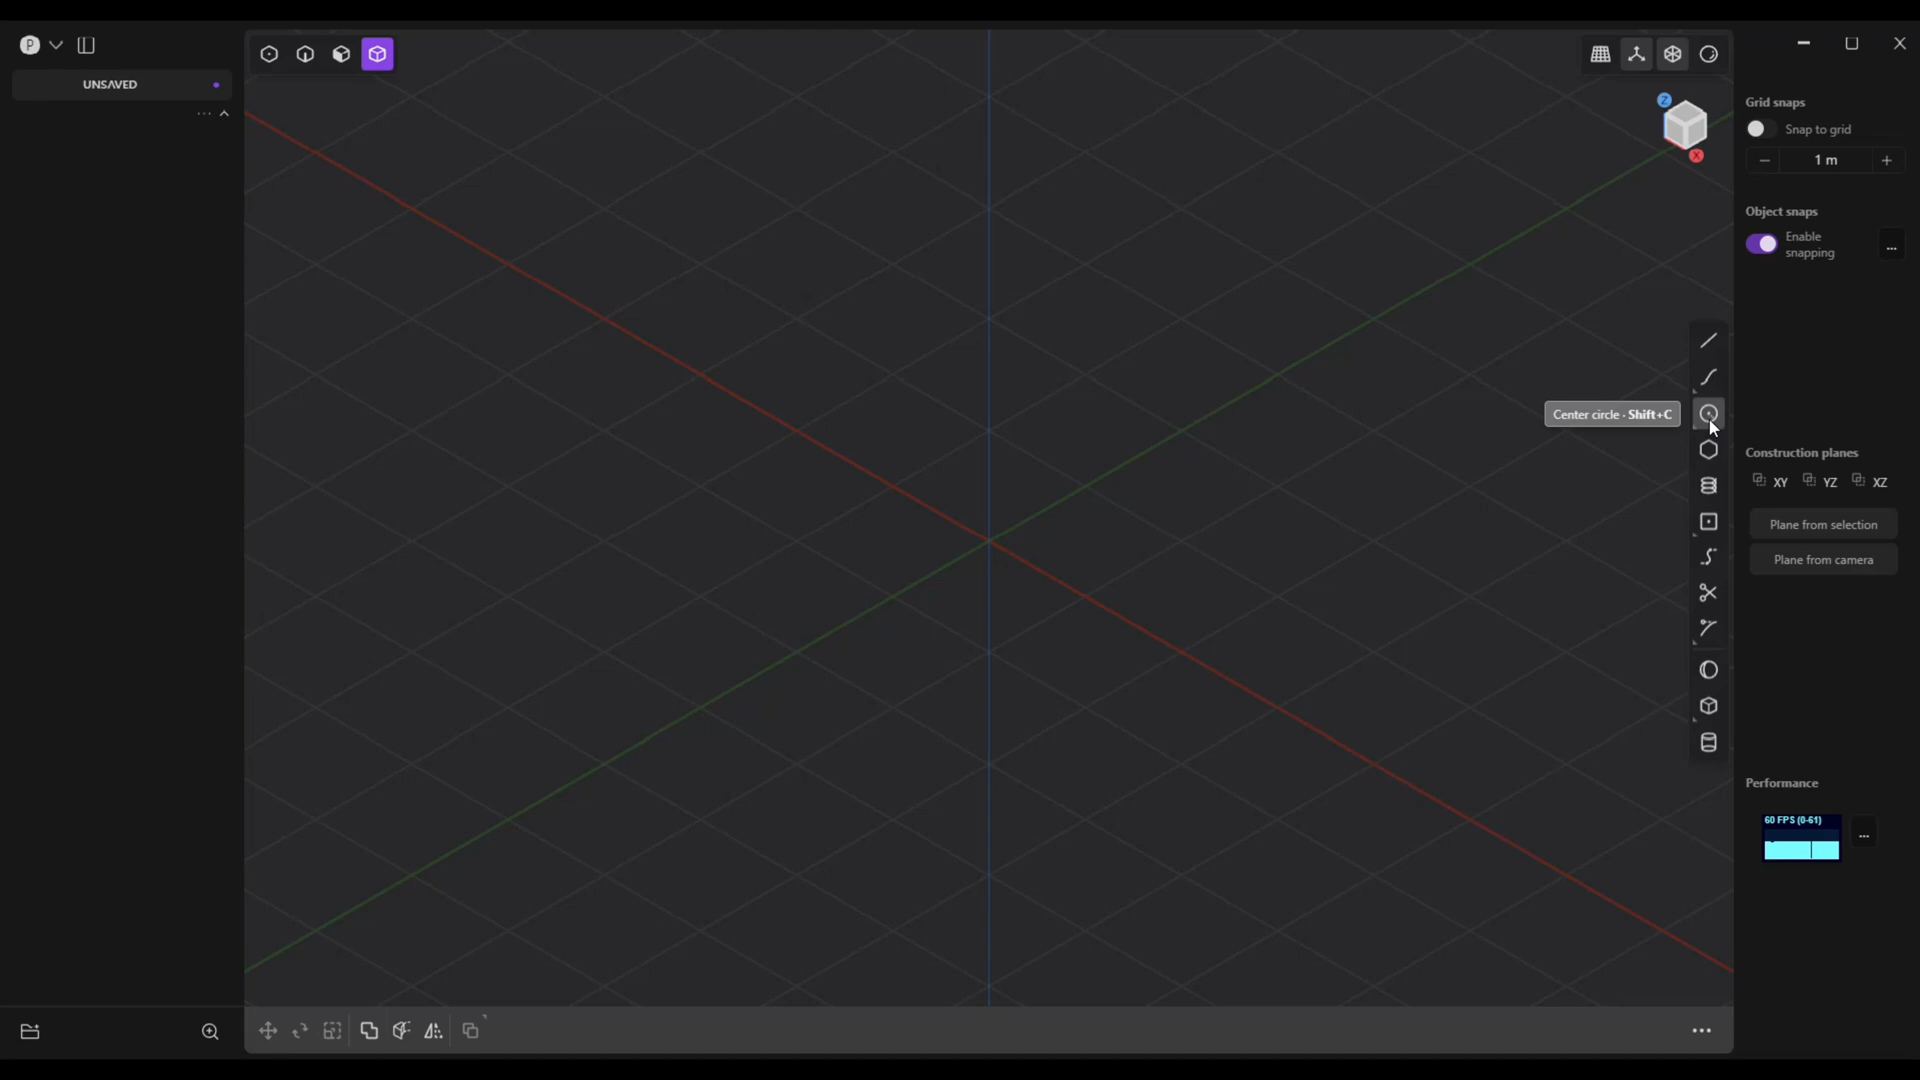 P
UNSAVED
Z
X
Grid snaps
Snap to grid
1 m
Object snaps
Enable
snapping
Center circle · Shift+C
Construction planes
XY YZ XZ
Plane from selection
Plane from camera
Performance
60 FPS (0-61)